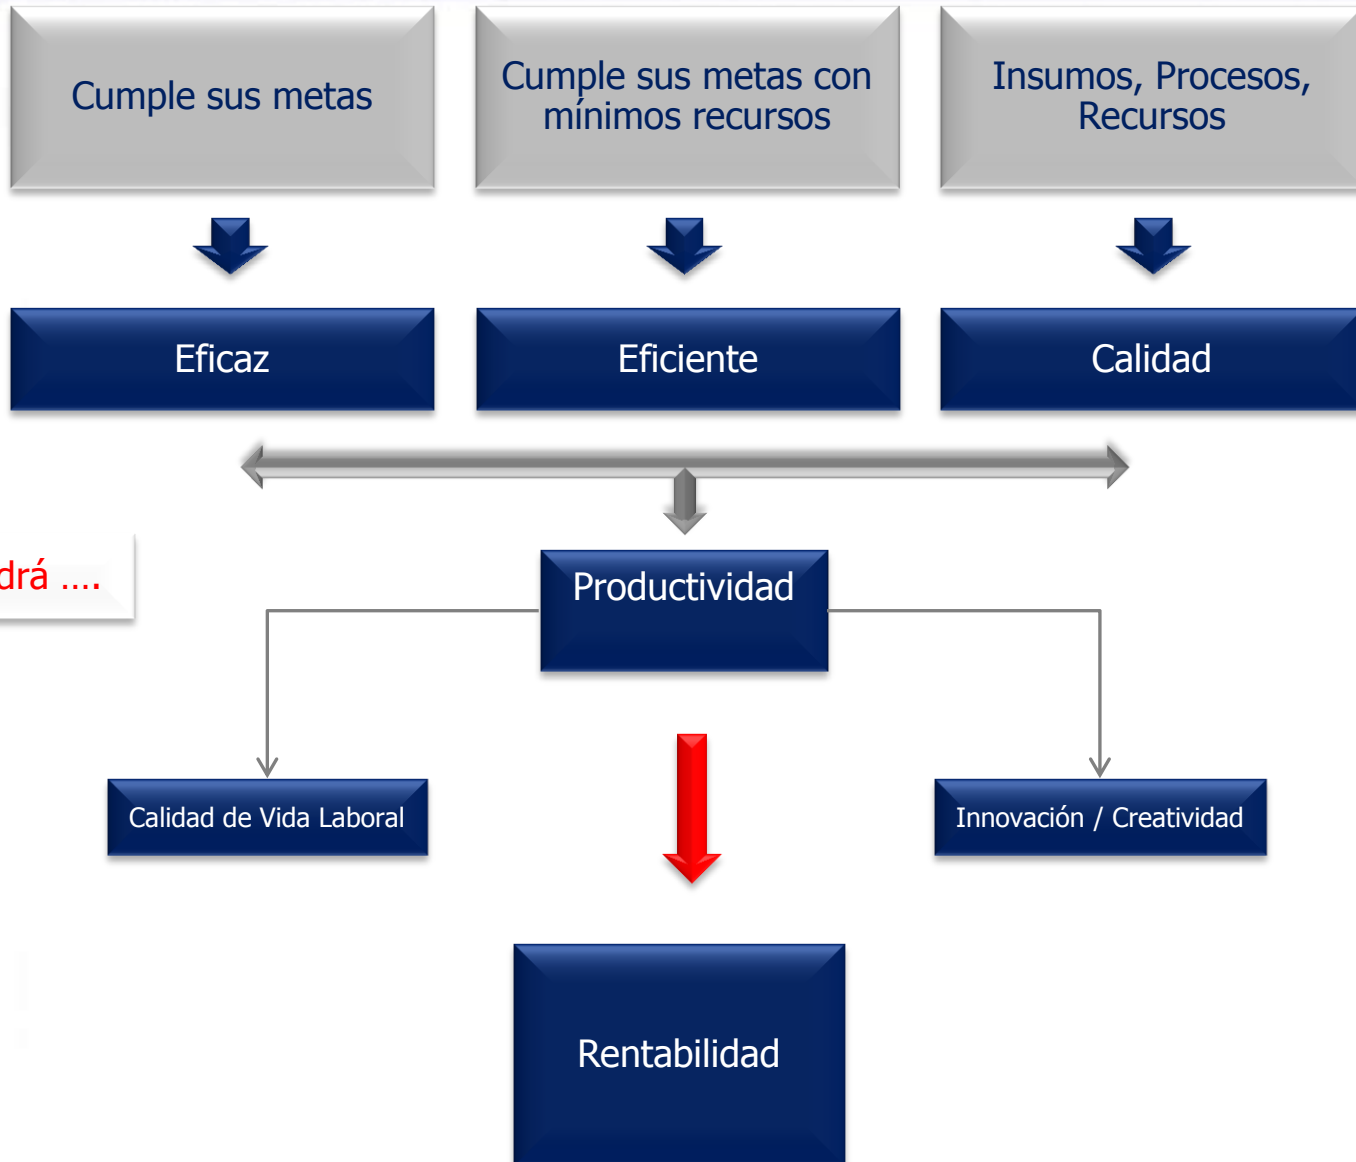 Cumple sus metas
Cumple sus metas con
mínimos recursos
Insumos, Procesos,
Recursos
Eficaz
Eficiente
Calidad
drá ....
Productividad
Calidad de Vida Laboral
Innovación / Creatividad
Rentabilidad